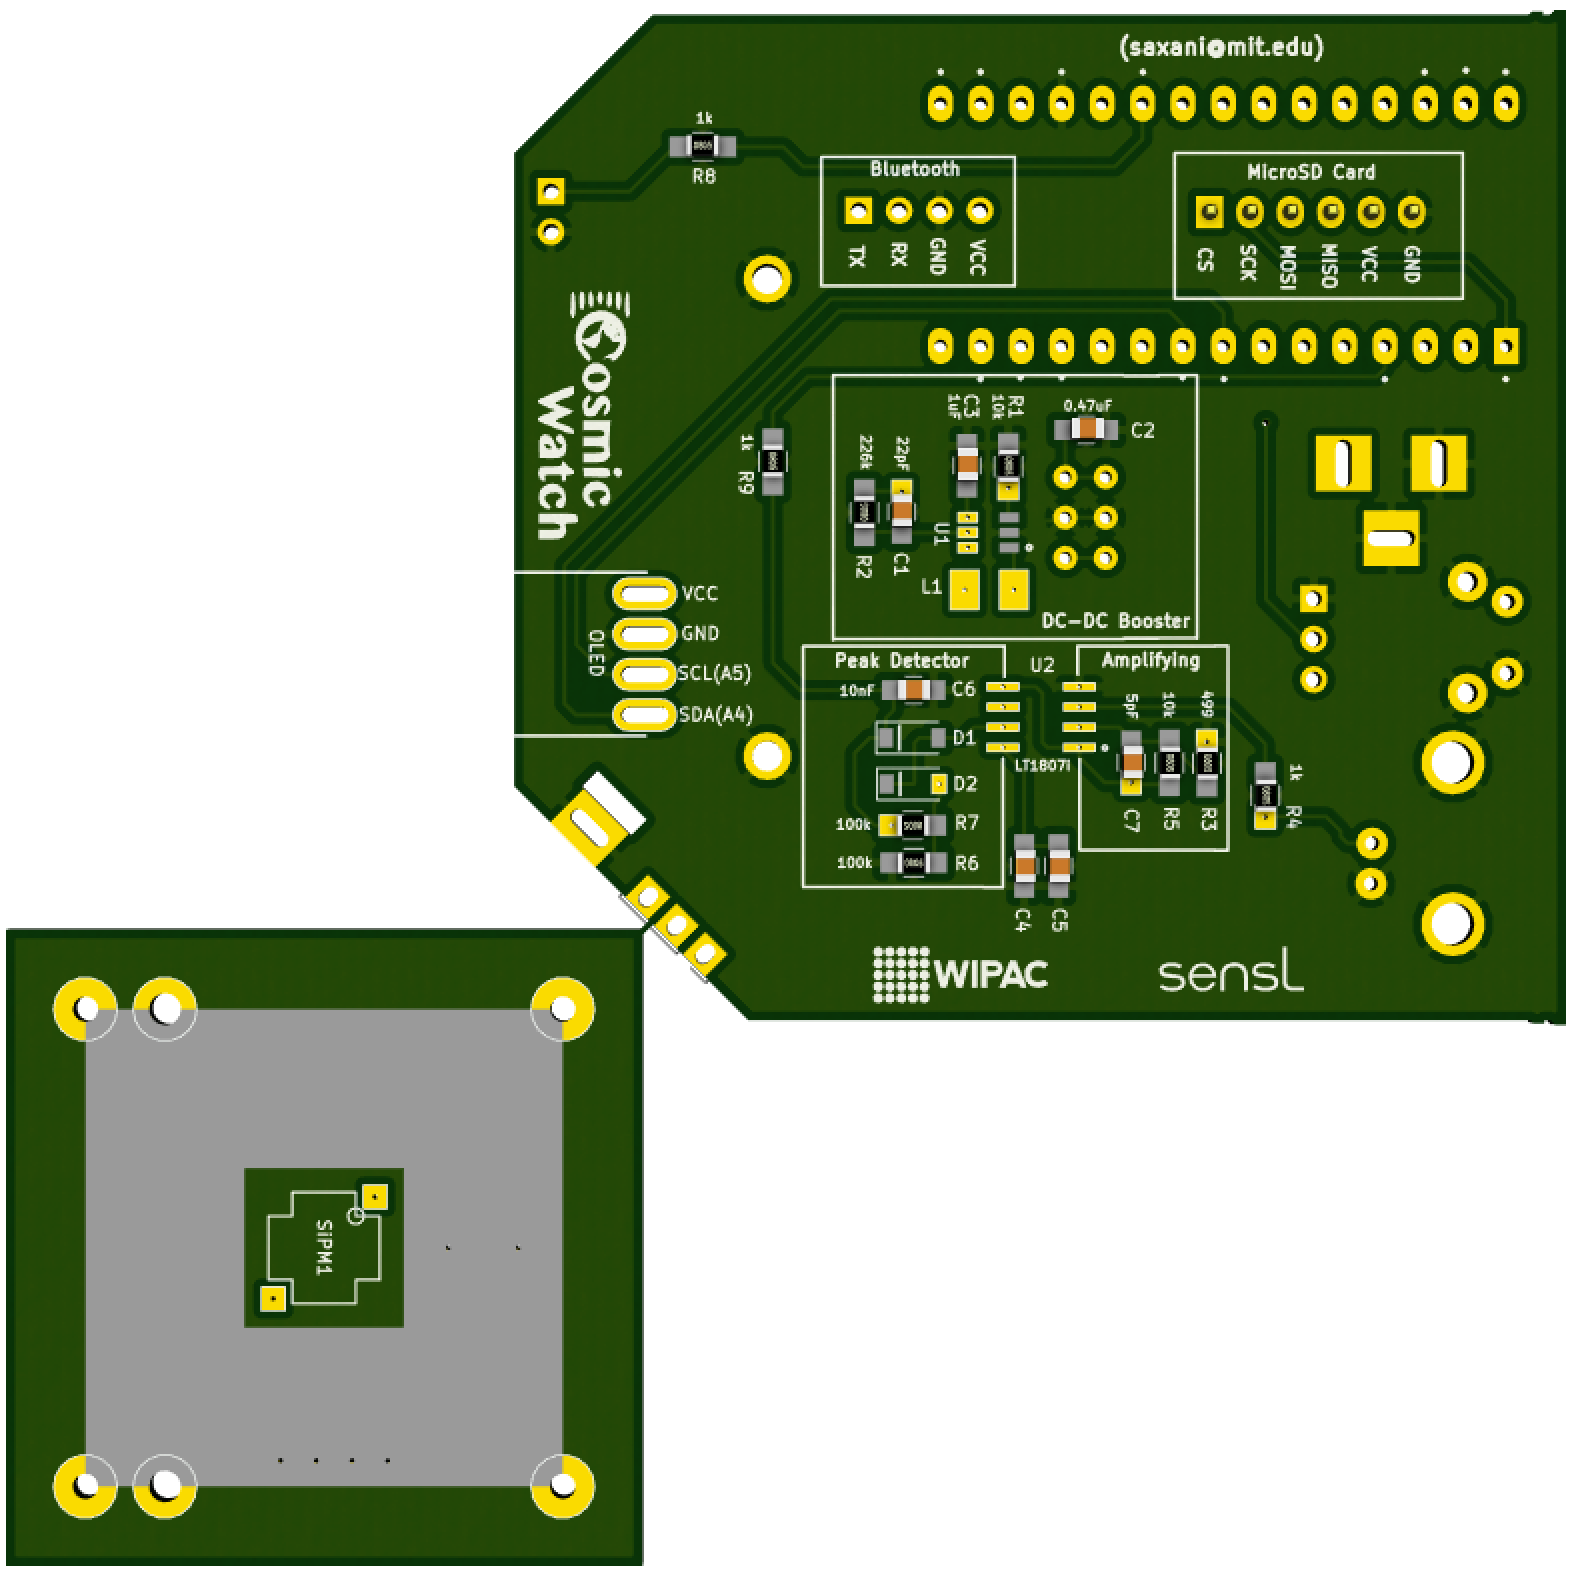 (saxani@mit.edu)
1k
R8
Bluetooth
TX
RX
GND
VCC
MicroSD Card
CS
SCK
MOSI
MISO
VCC
GND
Cosmic
Watch
1k
R9
C3
1uF
R1
10k
0.47uF
C2
226k
22pF
R2
C1
U1
L1
DC-DC Booster
OLED
VCC
GND
SCL(A5)
SDA(A4)
Peak Detector
10nF
C6
D1
D2
100k
R7
100k
R6
U2
LT1807I
Amplifying
5pF
10k
499
C7
R5
R3
1k
R4
C4
C5
WIPAC
sensL
SiPM1